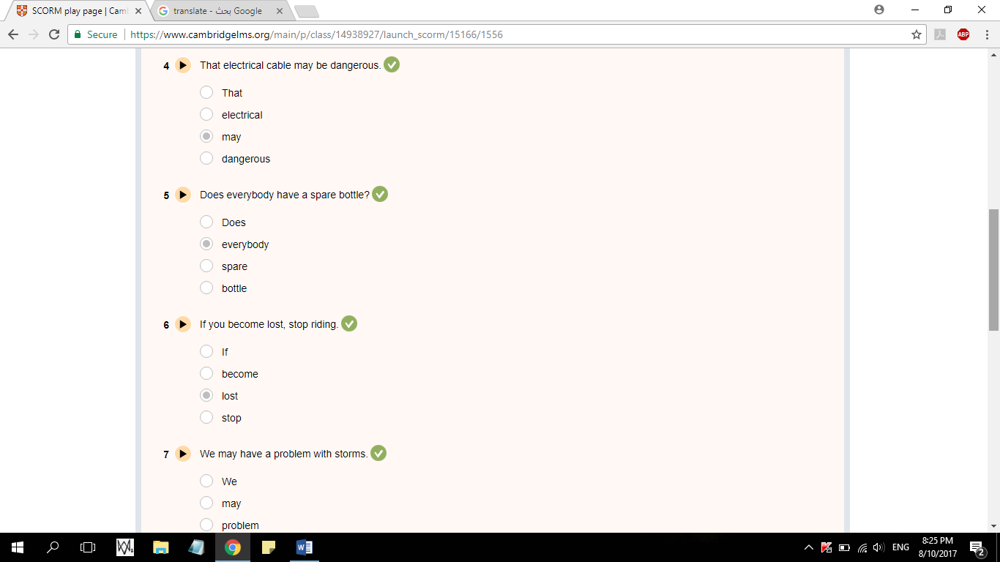 SCORM play page | Cam
translate - بحث Google
Secure
https://www.cambridgelms.org/main/p/class/14938927/launch_scorm/15166/1556
ABP
4 That electrical cable may be dangerous.
That
electrical
may
dangerous
5 Does everybody have a spare bottle?
Does
everybody
spare
bottle
6 If you become lost, stop riding.
If
become
lost
stop
7 We may have a problem with storms.
We
may
problem
ENG
8:25 PM
8/10/2017
2